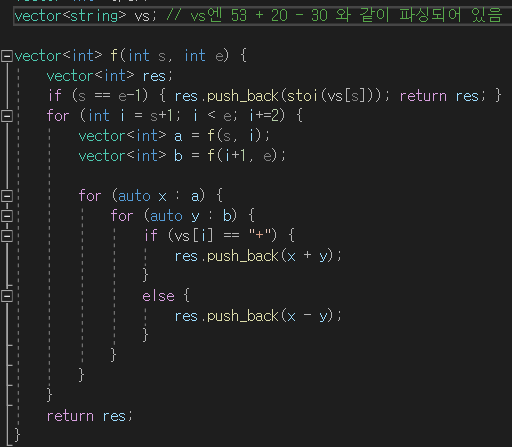 vector<string> vs; // vs엔 53 + 20 - 30 와 같이 파싱되어 있음
vector<int> f(int s, int e) {
vector<int> res;
if (s == e-1) { res.push_back(stoi(vs[s])); return res; }
for (int i = s+1; i < e; i+=2) {
vector<int> a = f(s, i);
vector<int> b = f(i+1, e);
for (auto x : a) {
for (auto y : b) {
if (vs[i] == "+") {
res.push_back(x + y);
}
else {
res.push_back(x - y);
}
}
}
}
return res;
}